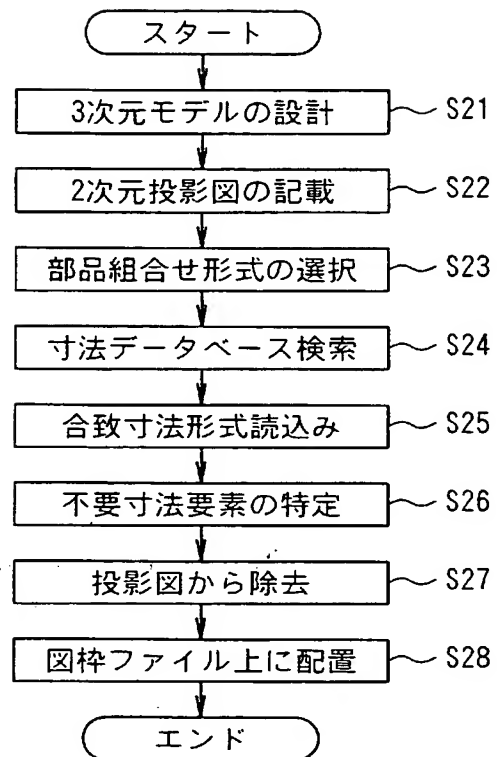 スタート
3次元モデルの設計 S21
2次元投影図の記載 S22
部品組合せ形式の選択 S23
寸法データベース検索 S24
合致寸法形式読込み S25
不要寸法要素の特定 S26
投影図から除去 S27
図枠ファイル上に配置 S28
エンド